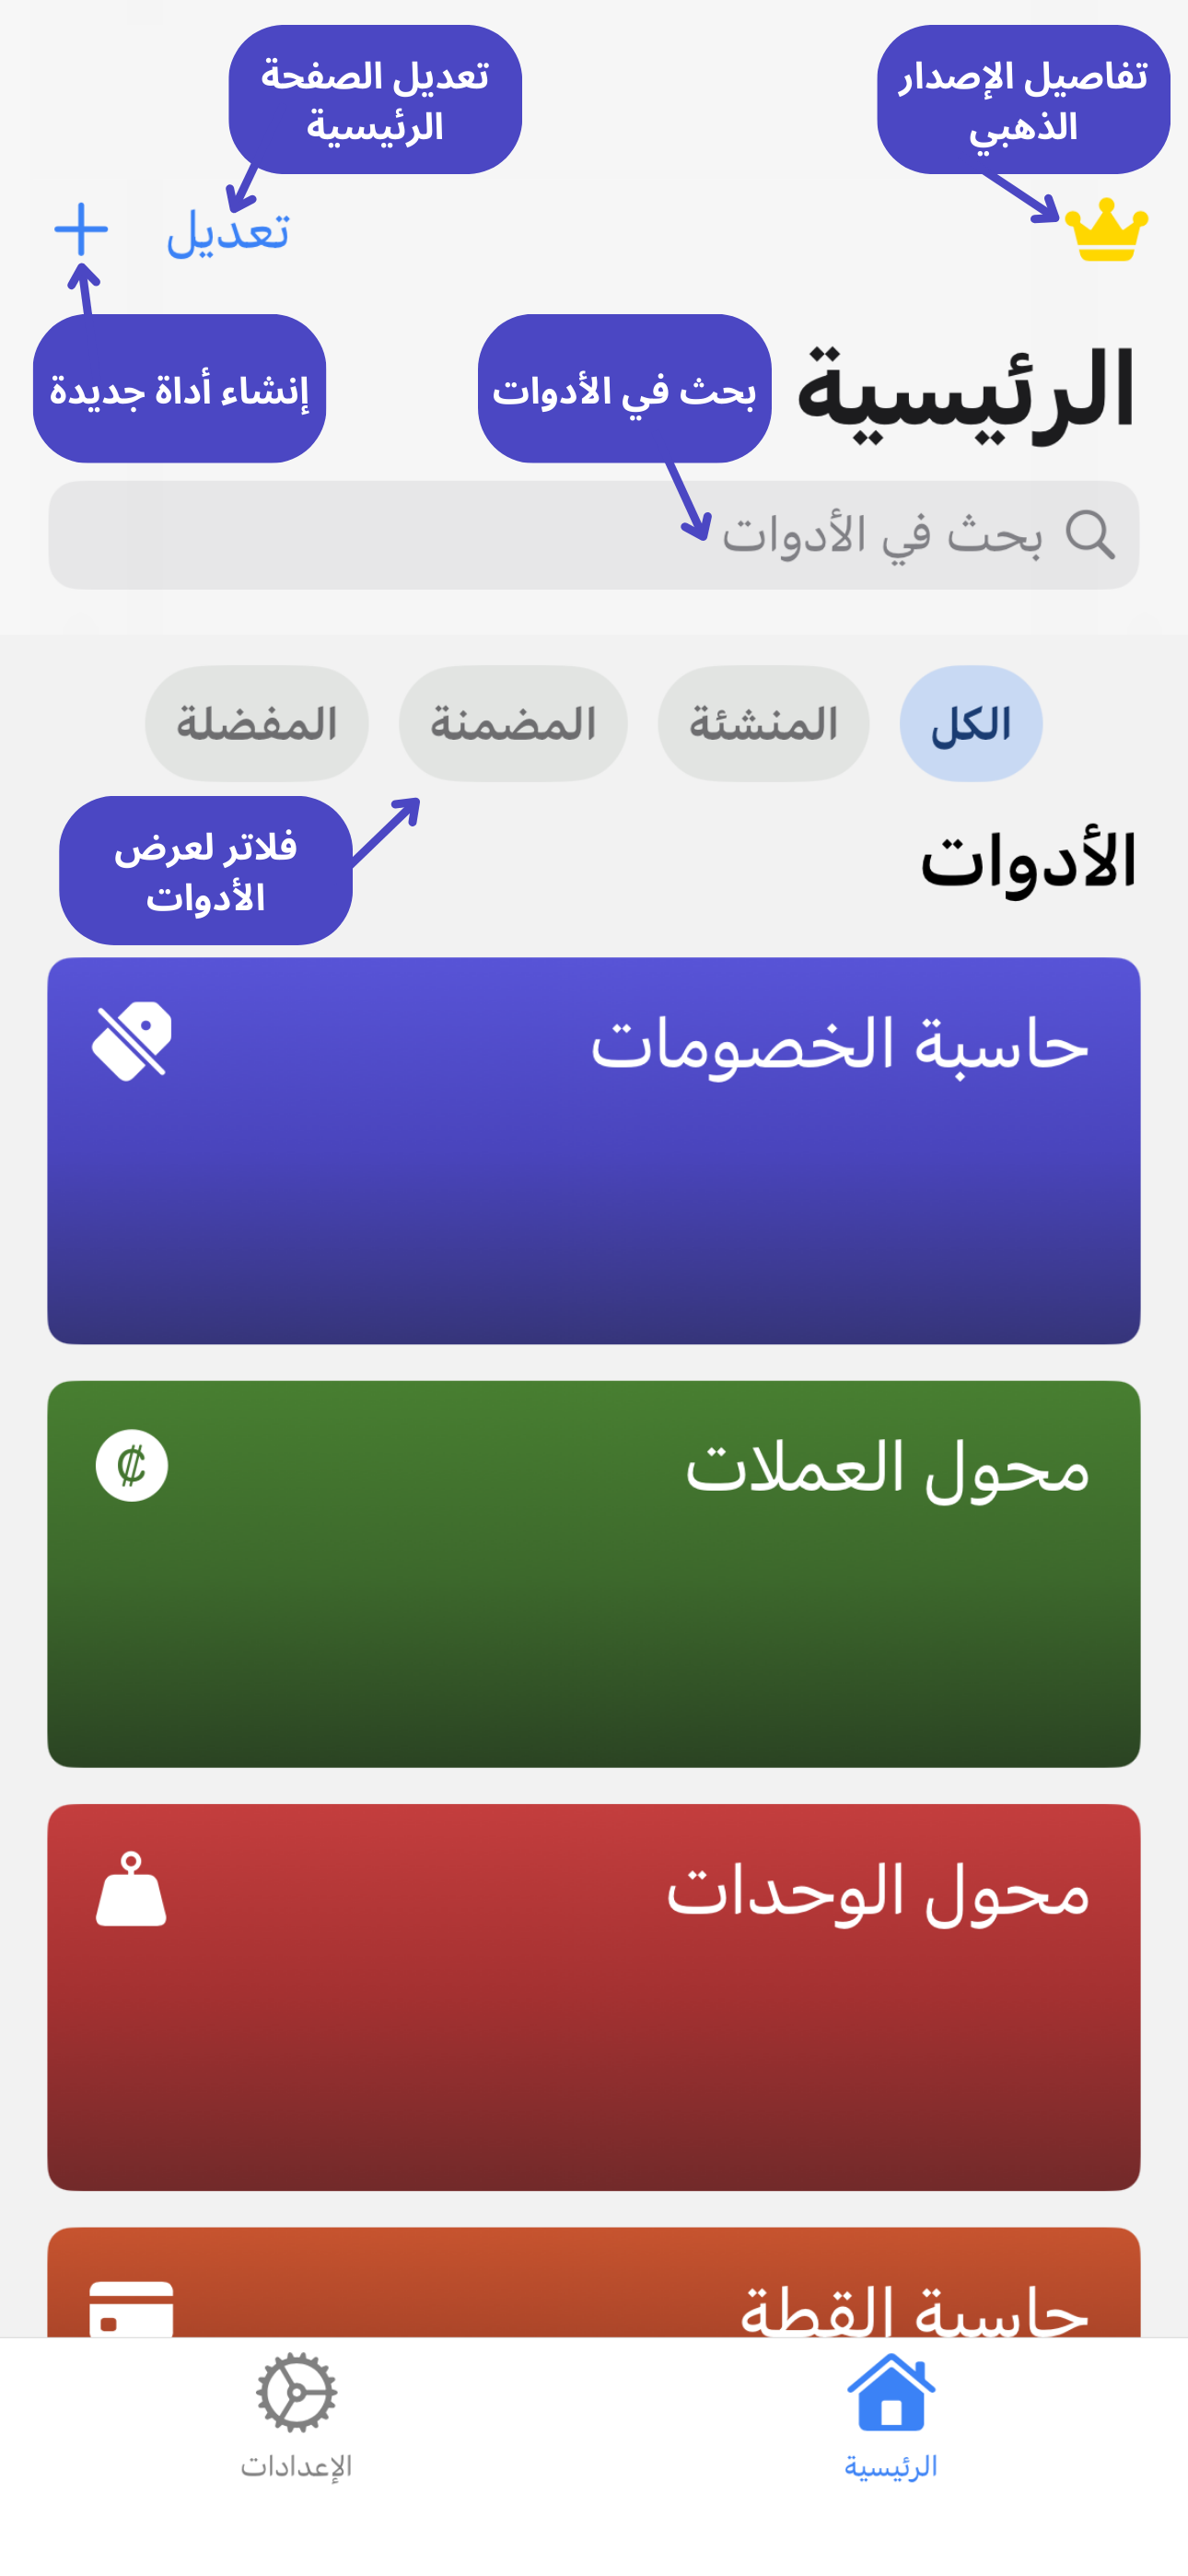 تفاصيل الإصدار
الذهبي
تعديل الصفحة
الرئيسية
تعديل
الرئيسية
بحث في الأدوات
إنشاء أداة جديدة
بحث في الأدوات
الكل
المنشئة
المضمنة
المفضلة
الأدوات
فلاتر لعرض
الأدوات
حاسبة الخصومات
محول العملات
₡
محول الوحدات
حاسبة القطة
الرئيسية
الإعدادات